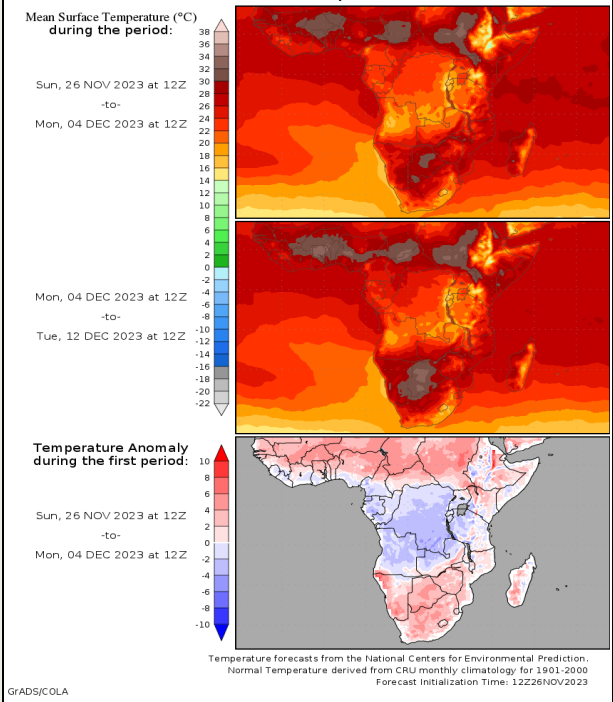 Mean Surface Temperature (°C)
during the period:
38
36
34
32
30
28
26
24
22
20
18
16
14
12
10
8
6
4
2
0
-2
-4
-6
-8
-10
-12
-14
-16
-18
-20
-22
Sun, 26 NOV 2023 at 12Z
-to-
Mon, 04 DEC 2023 at 12Z
Mon, 04 DEC 2023 at 12Z
-to-
Tue, 12 DEC 2023 at 12Z
Temperature Anomaly
during the first period:
10
8
6
4
2
0
-2
-4
-6
-8
-10
Sun, 26 NOV 2023 at 12Z
-to-
Mon, 04 DEC 2023 at 12Z
Temperature forecasts from the National Centers for Environmental Prediction.
Normal Temperature derived from CRU monthly climatology for 1901-2000
Forecast Initialization Time: 12Z26NOV2023
GrADS/COLA